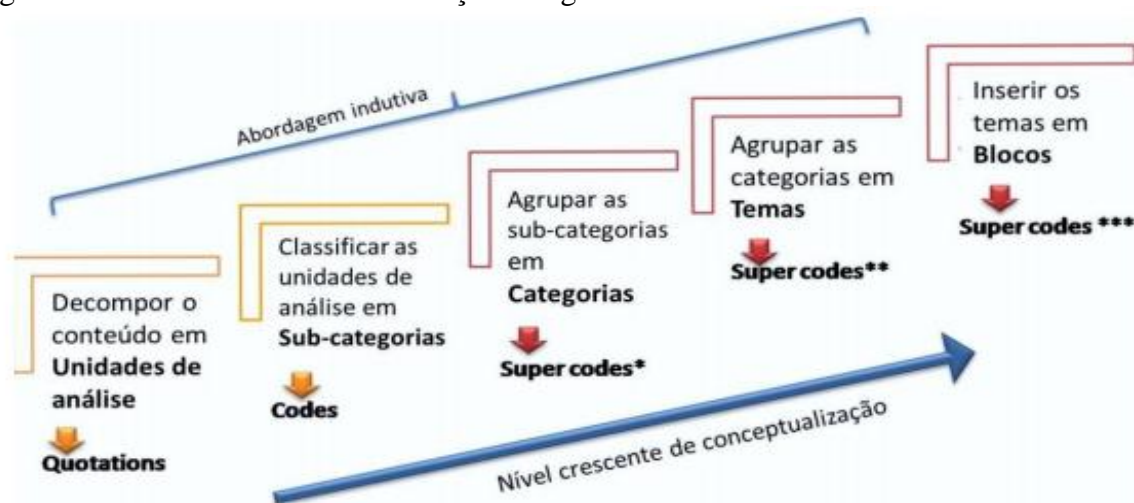 Abordagem indutiva
Decompor o
conteúdo em
Unidades de
análise
Quotations
Classificar as
unidades de
análise em
Sub-categorias
Codes
Agrupar as
sub-categorias
em
Categorias
Super codes*
Agrupar as
categorias em
Temas
Super codes**
Inserir os
temas em
Blocos
Super codes ***
Nível crescente de conceptualização